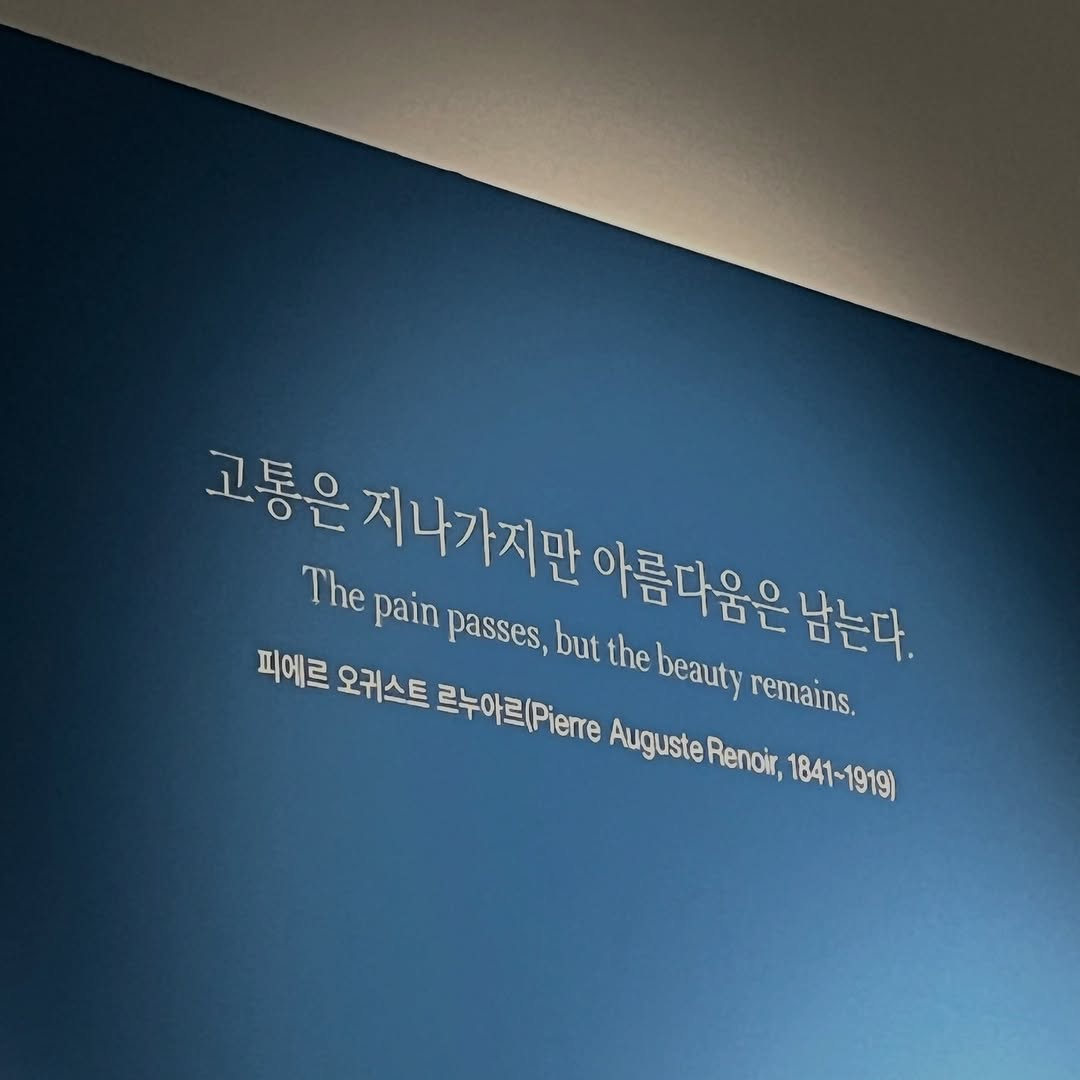 고통은 지나가지만 아름다움은 남는다.
The pain passes, but the beauty remains.
피에르 오귀스트 르누아르(Pierre Auguste Renoir, 1841~1919)